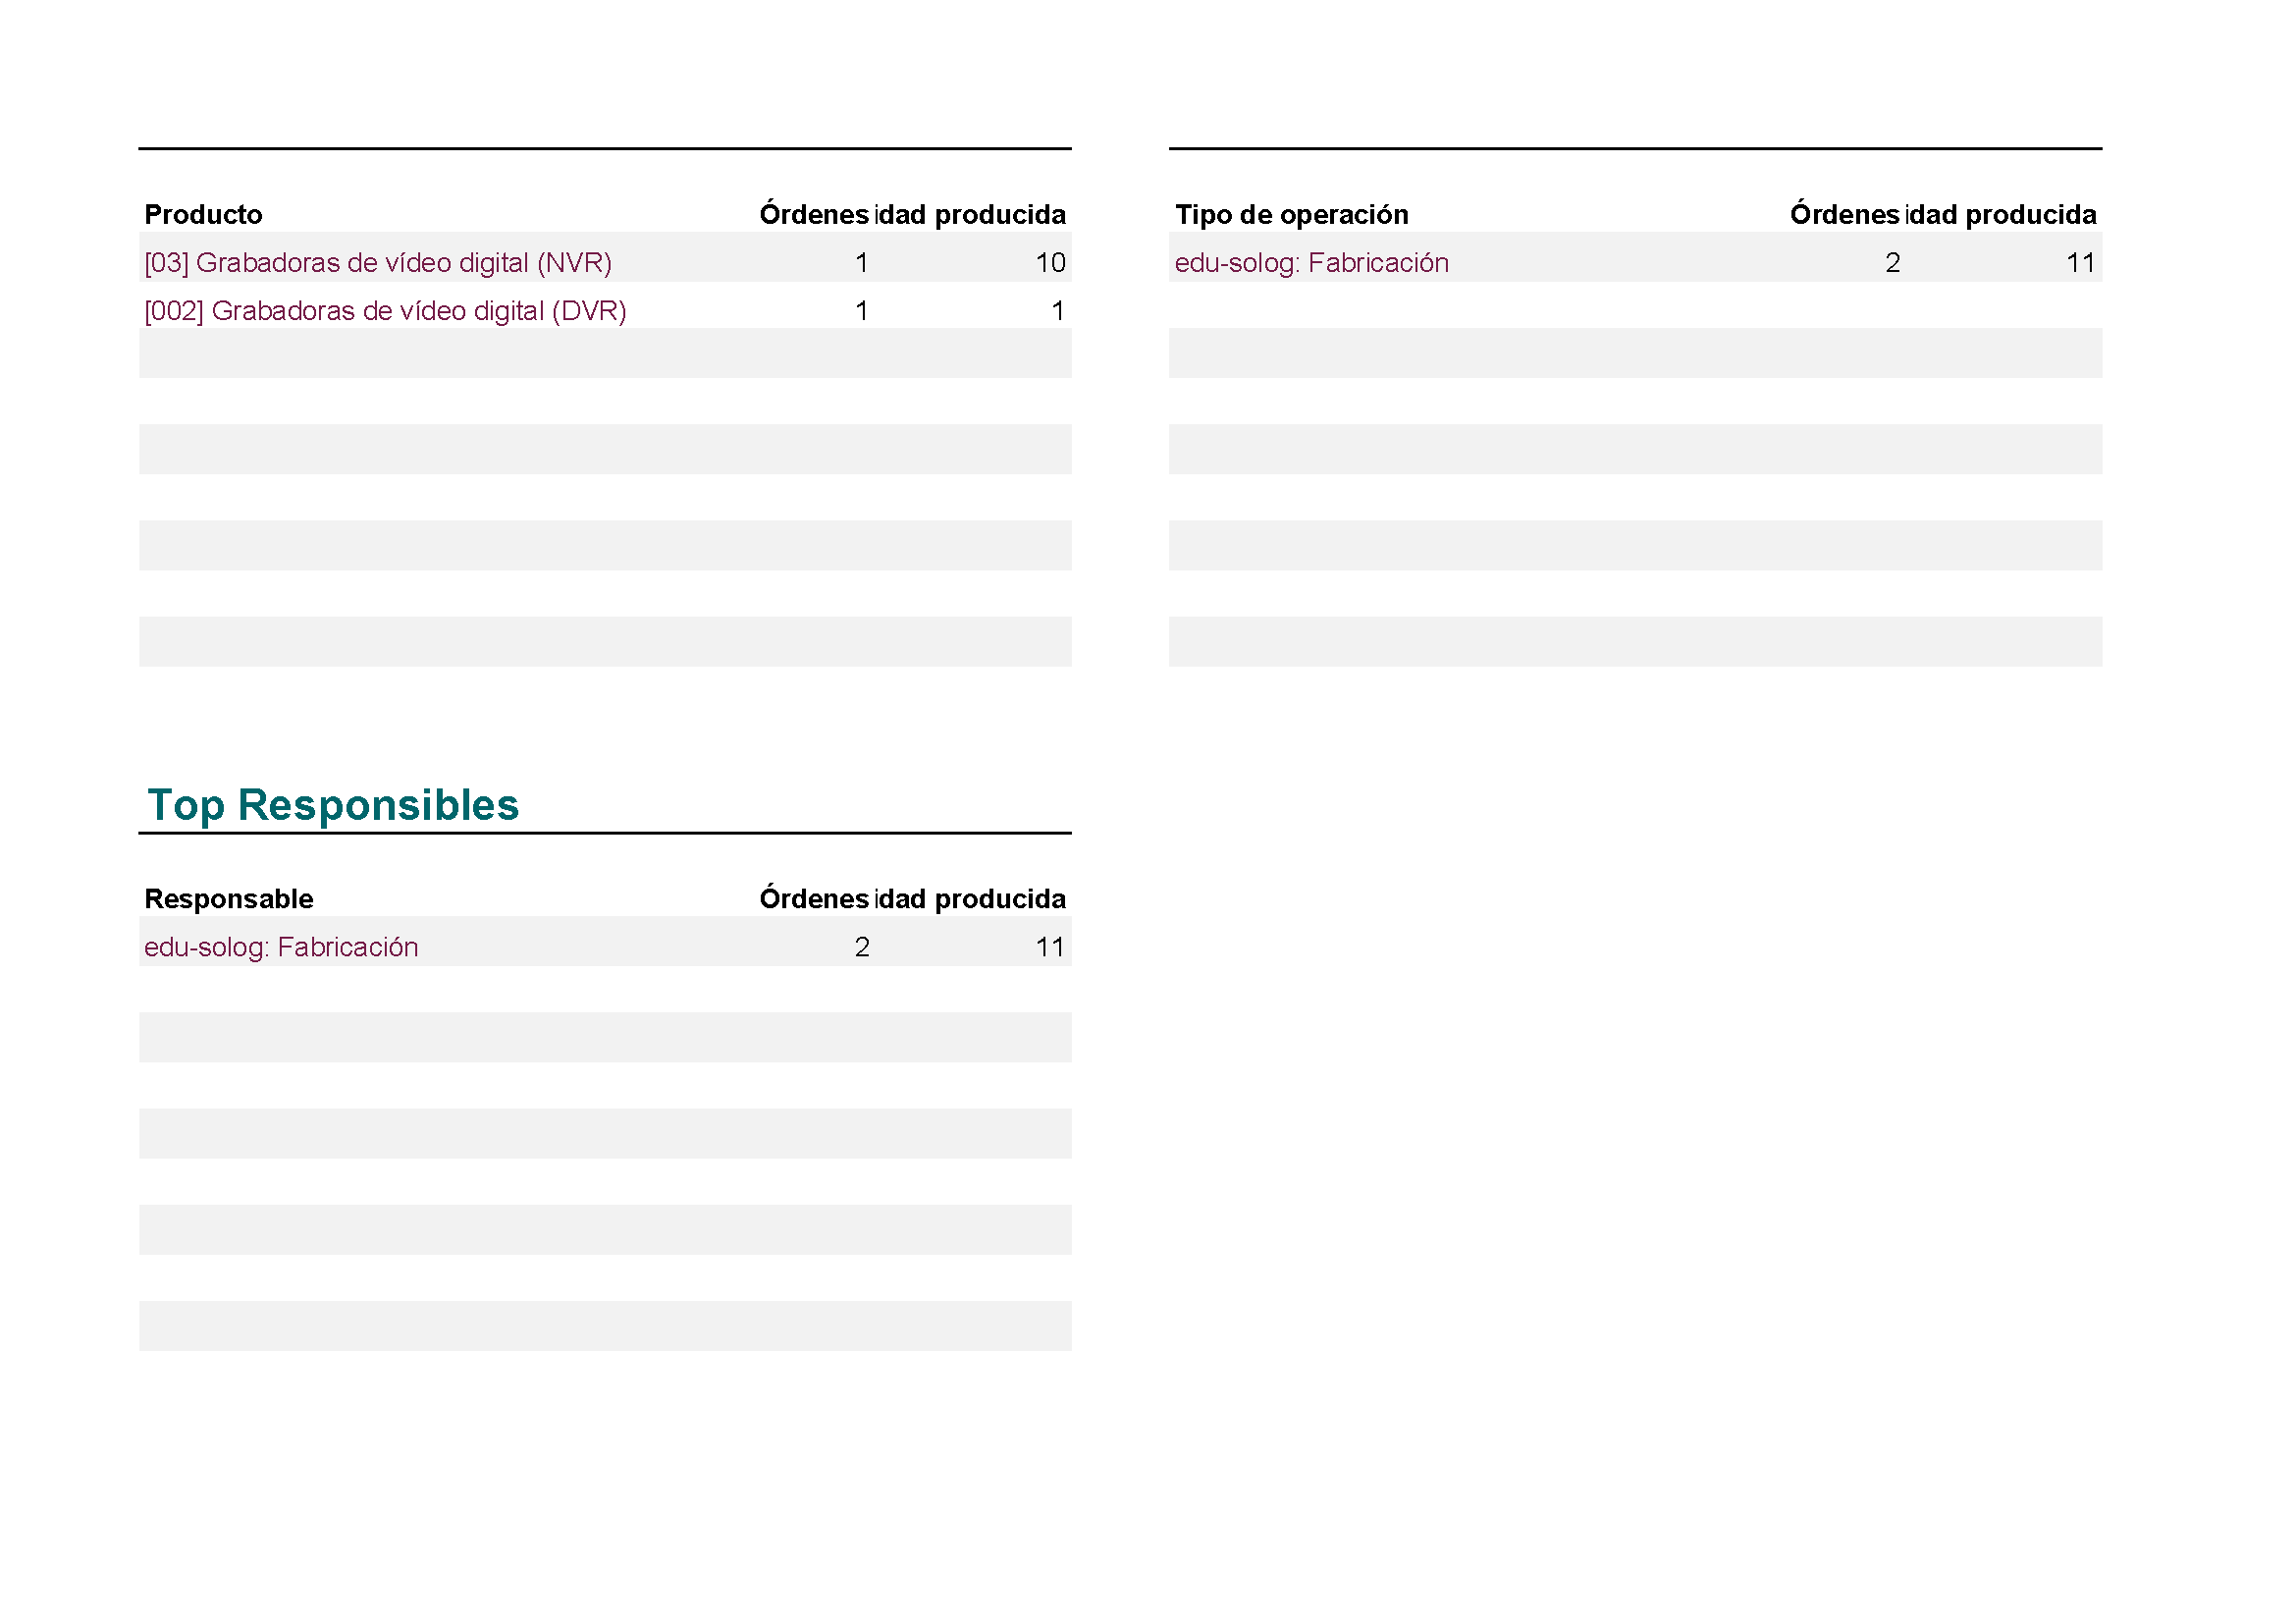 Producto Órdenes idad producida
[03] Grabadoras de vídeo digital (NVR) 1 10
[002] Grabadoras de vídeo digital (DVR) 1 1
Tipo de operación Órdenes idad producida
edu-solog: Fabricación 2 11
Top Responsibles
Responsable Órdenes idad producida
edu-solog: Fabricación 2 11